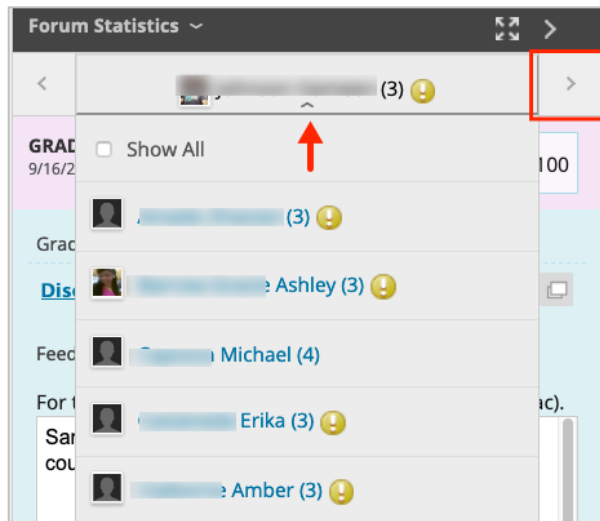 Forum Statistics
(3)
GRAD
9/16/2
100
Show All
(3)
Grad
Ashley (3)
Disc
Michael (4)
Feed
For t
ac).
Erika (3)
Sar
cou
Amber (3)